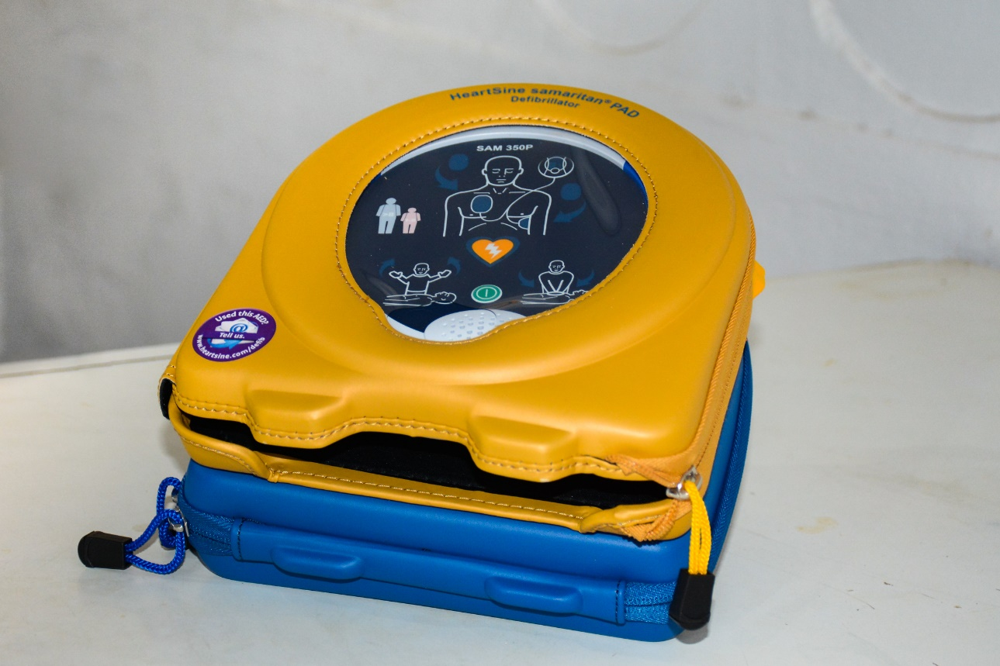 HeartSine samaritan® PAD
Defibrillator
SAM 350P
Used this AED?
@
Tell us.
www.heartsine.com/defib